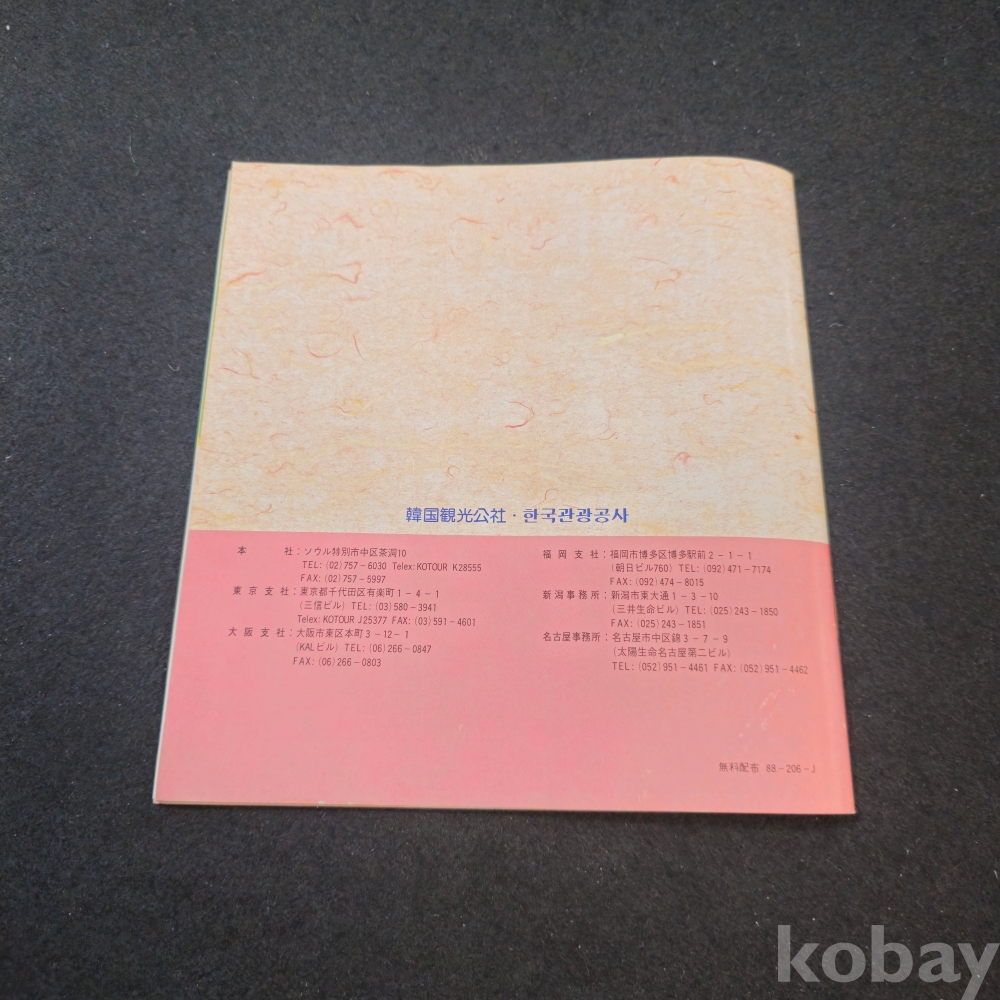 韓国観光公社・한국관광공사
本　　　社：ソウル特別市中区茶洞10
TEL: (02)757－6030 Telex: KOTOUR K28555
FAX: (02)757－5997
東 京 支 社：東京都千代田区有楽町1－4－1
(三信ビル) TEL: (03)580－3941
Telex: KOTOUR J25377 FAX: (03)591－4601
大 阪 支 社：大阪市東区本町3－12－1
(KALビル) TEL: (06)266－0847
FAX: (06)266－0803
福 岡 支 社：福岡市博多区博多駅前2－1－1
(朝日ビル760) TEL: (092)471－7174
FAX: (092)474－8015
新潟事務所：新潟市東大通1－3－10
(三井生命ビル) TEL: (025)243－1850
FAX: (025)243－1851
名古屋事務所：名古屋市中区錦3－7－9
(太陽生命名古屋第二ビル)
TEL: (052)951－4461 FAX: (052)951－4462
無料配布 88－206－J
kobay